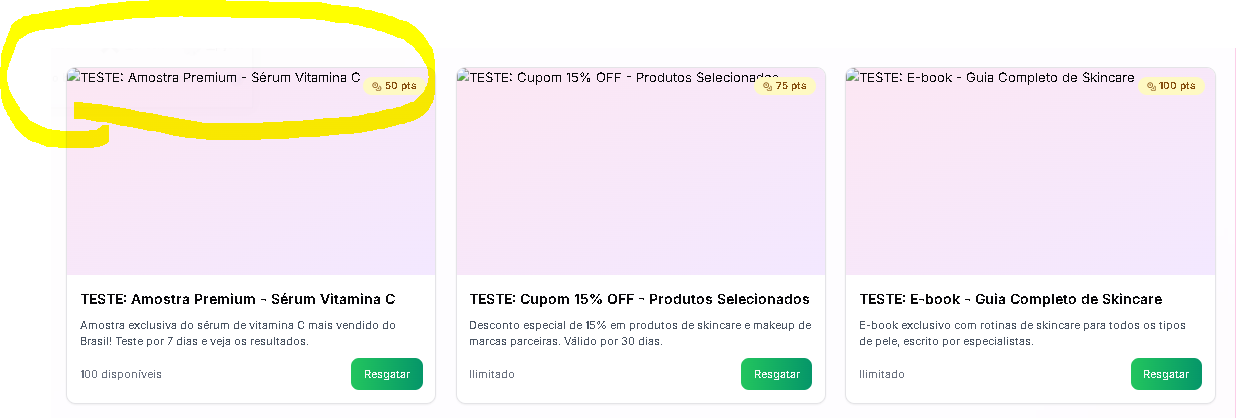 TESTE: Amostra Premium - Sérum Vitamina C
50 pts
TESTE: Cupom 15% OFF - Produtos Selecionados
75 pts
TESTE: E-book - Guia Completo de Skincare
100 pts
TESTE: Amostra Premium - Sérum Vitamina C
Amostra exclusiva do sérum de vitamina C mais vendido do
Brasil! Teste por 7 dias e veja os resultados.
100 disponíveis
Resgatar
TESTE: Cupom 15% OFF - Produtos Selecionados
Desconto especial de 15% em produtos de skincare e makeup de
marcas parceiras. Válido por 30 dias.
Ilimitado
Resgatar
TESTE: E-book - Guia Completo de Skincare
E-book exclusivo com rotinas de skincare para todos os tipos
de pele, escrito por especialistas.
Ilimitado
Resgatar